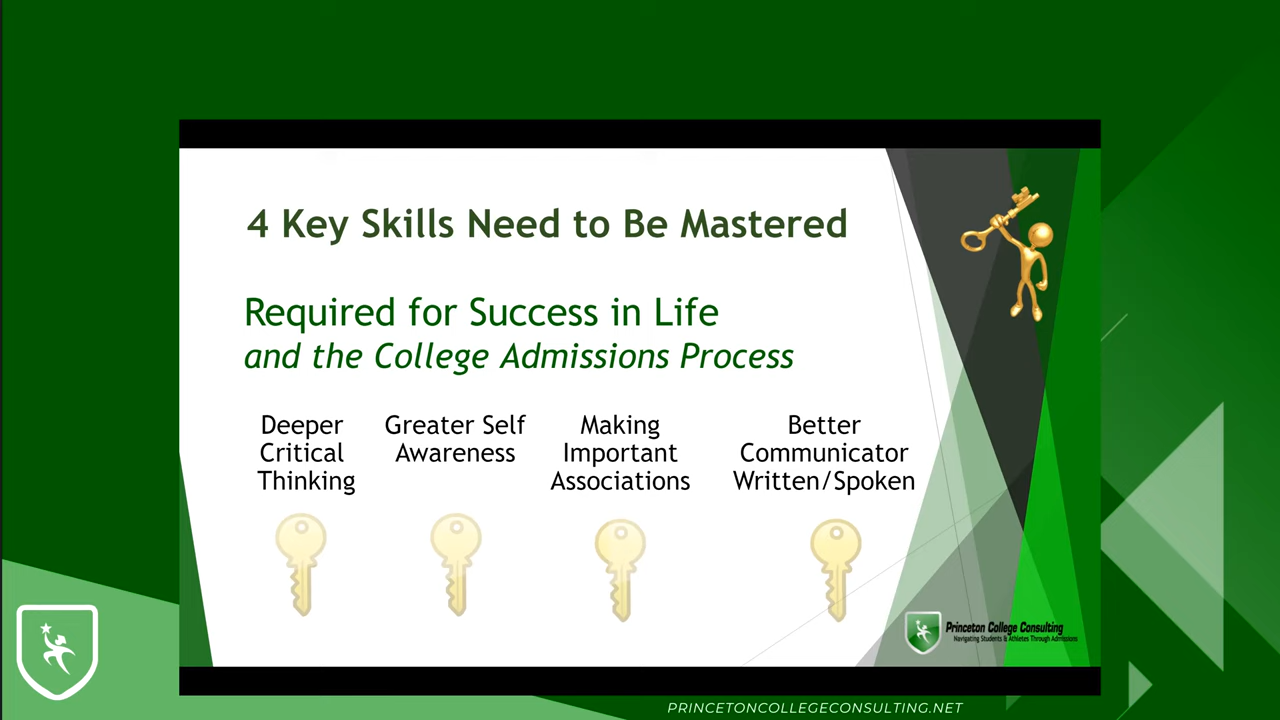 4 Key Skills Need to Be Mastered
Required for Success in Life
and the College Admissions Process
Deeper
Critical
Thinking
Greater Self
Awareness
Making
Important
Associations
Better
Communicator
Written/Spoken
Princeton College Consulting
Navigating Students & Athletes Through Admissions
PRINCETONCOLLEGECONSULTING.NET